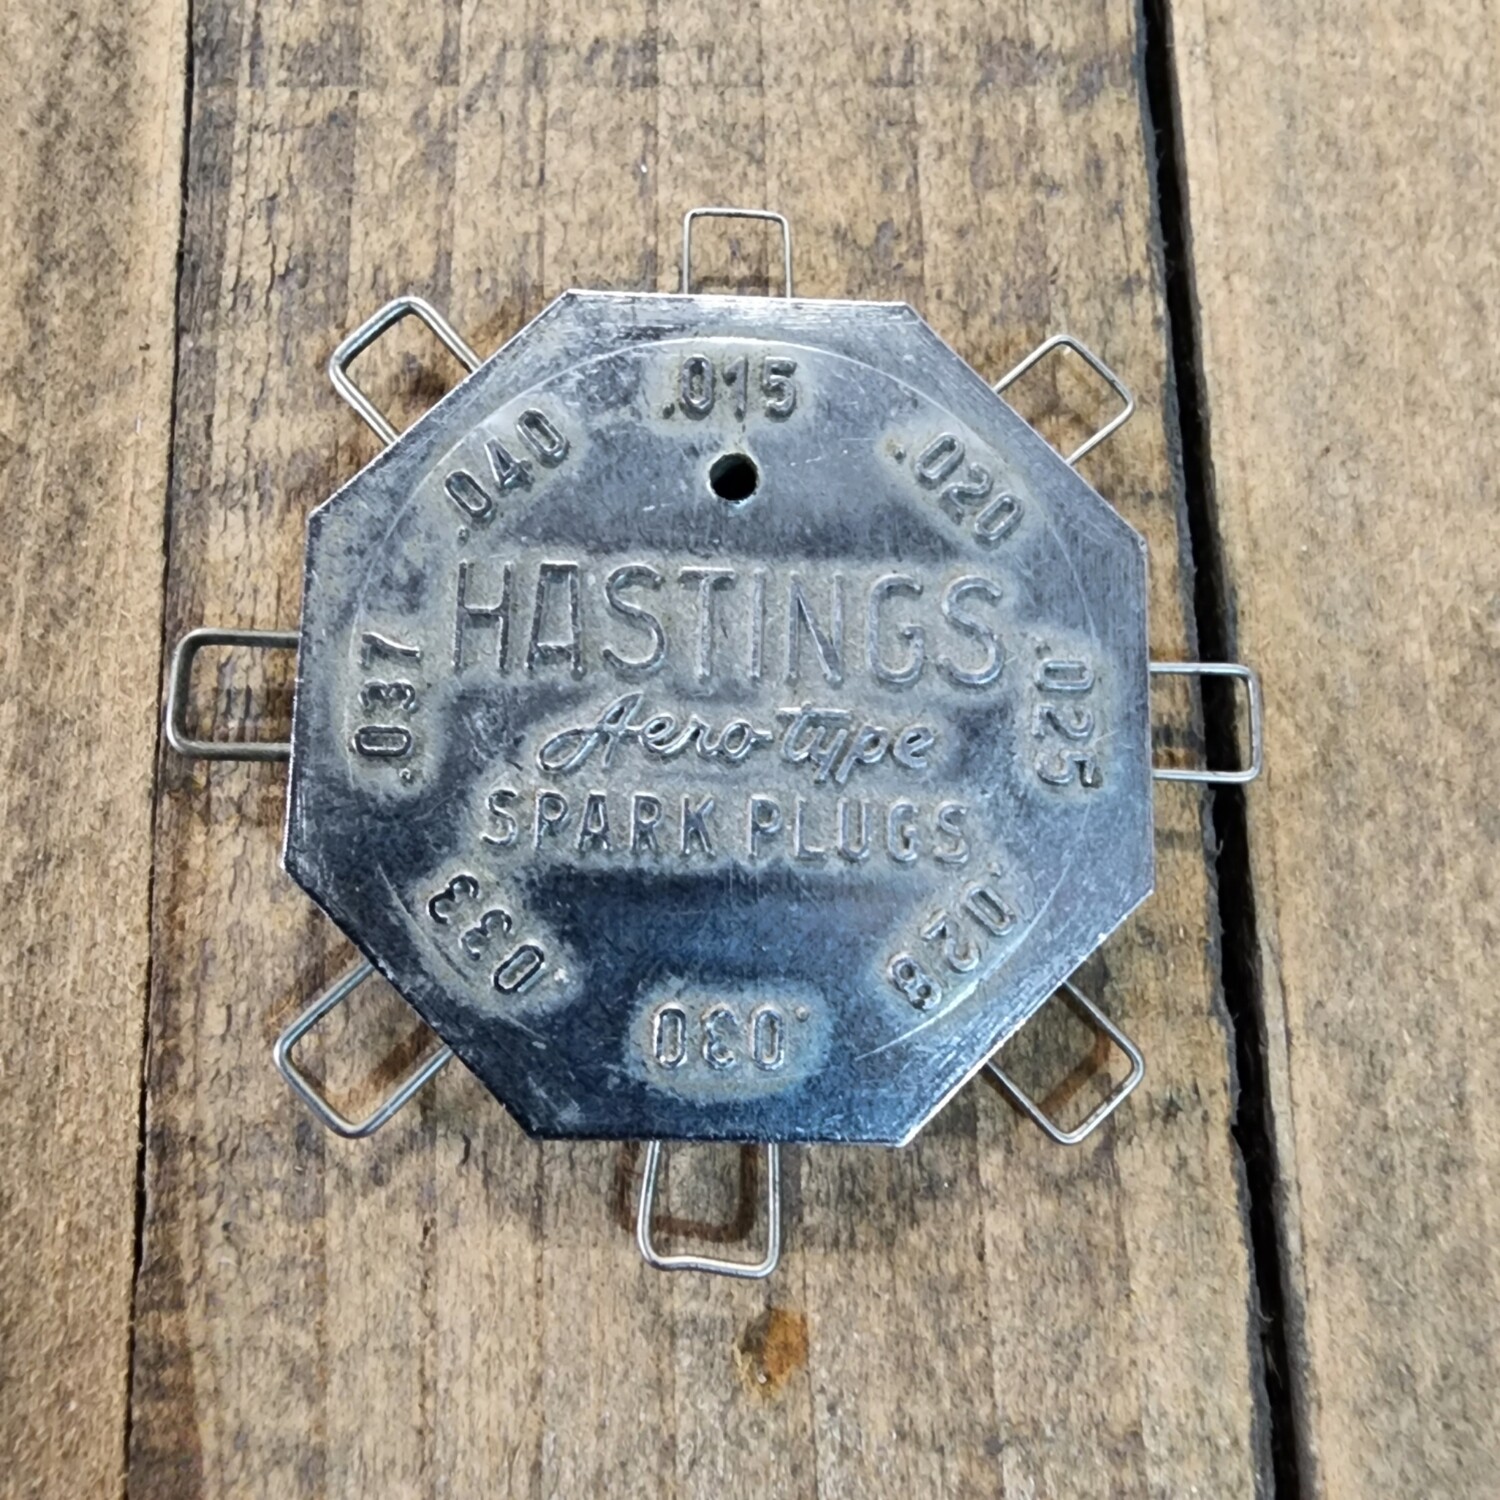 .015
.020
.025
.028
.030
.033
.037
.040
HASTINGS
Aero-type
SPARK PLUGS